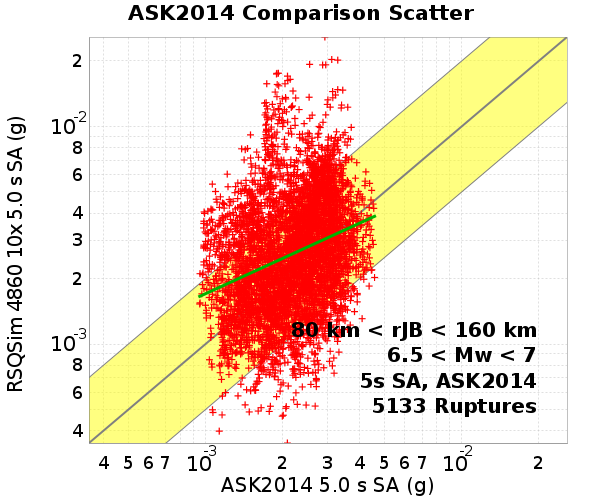 ASK2014 Comparison Scatter
RSQSim 4860 10x 5.0 s SA (g)
2
10-2
8
6
4
3
2
10-3
8
6
4
80 km < rJB < 160 km
6.5 < Mw < 7
5s SA, ASK2014
5133 Ruptures
4 5 6 7 10-3 2 3 4 5 6 7 10-2 2
ASK2014 5.0 s SA (g)